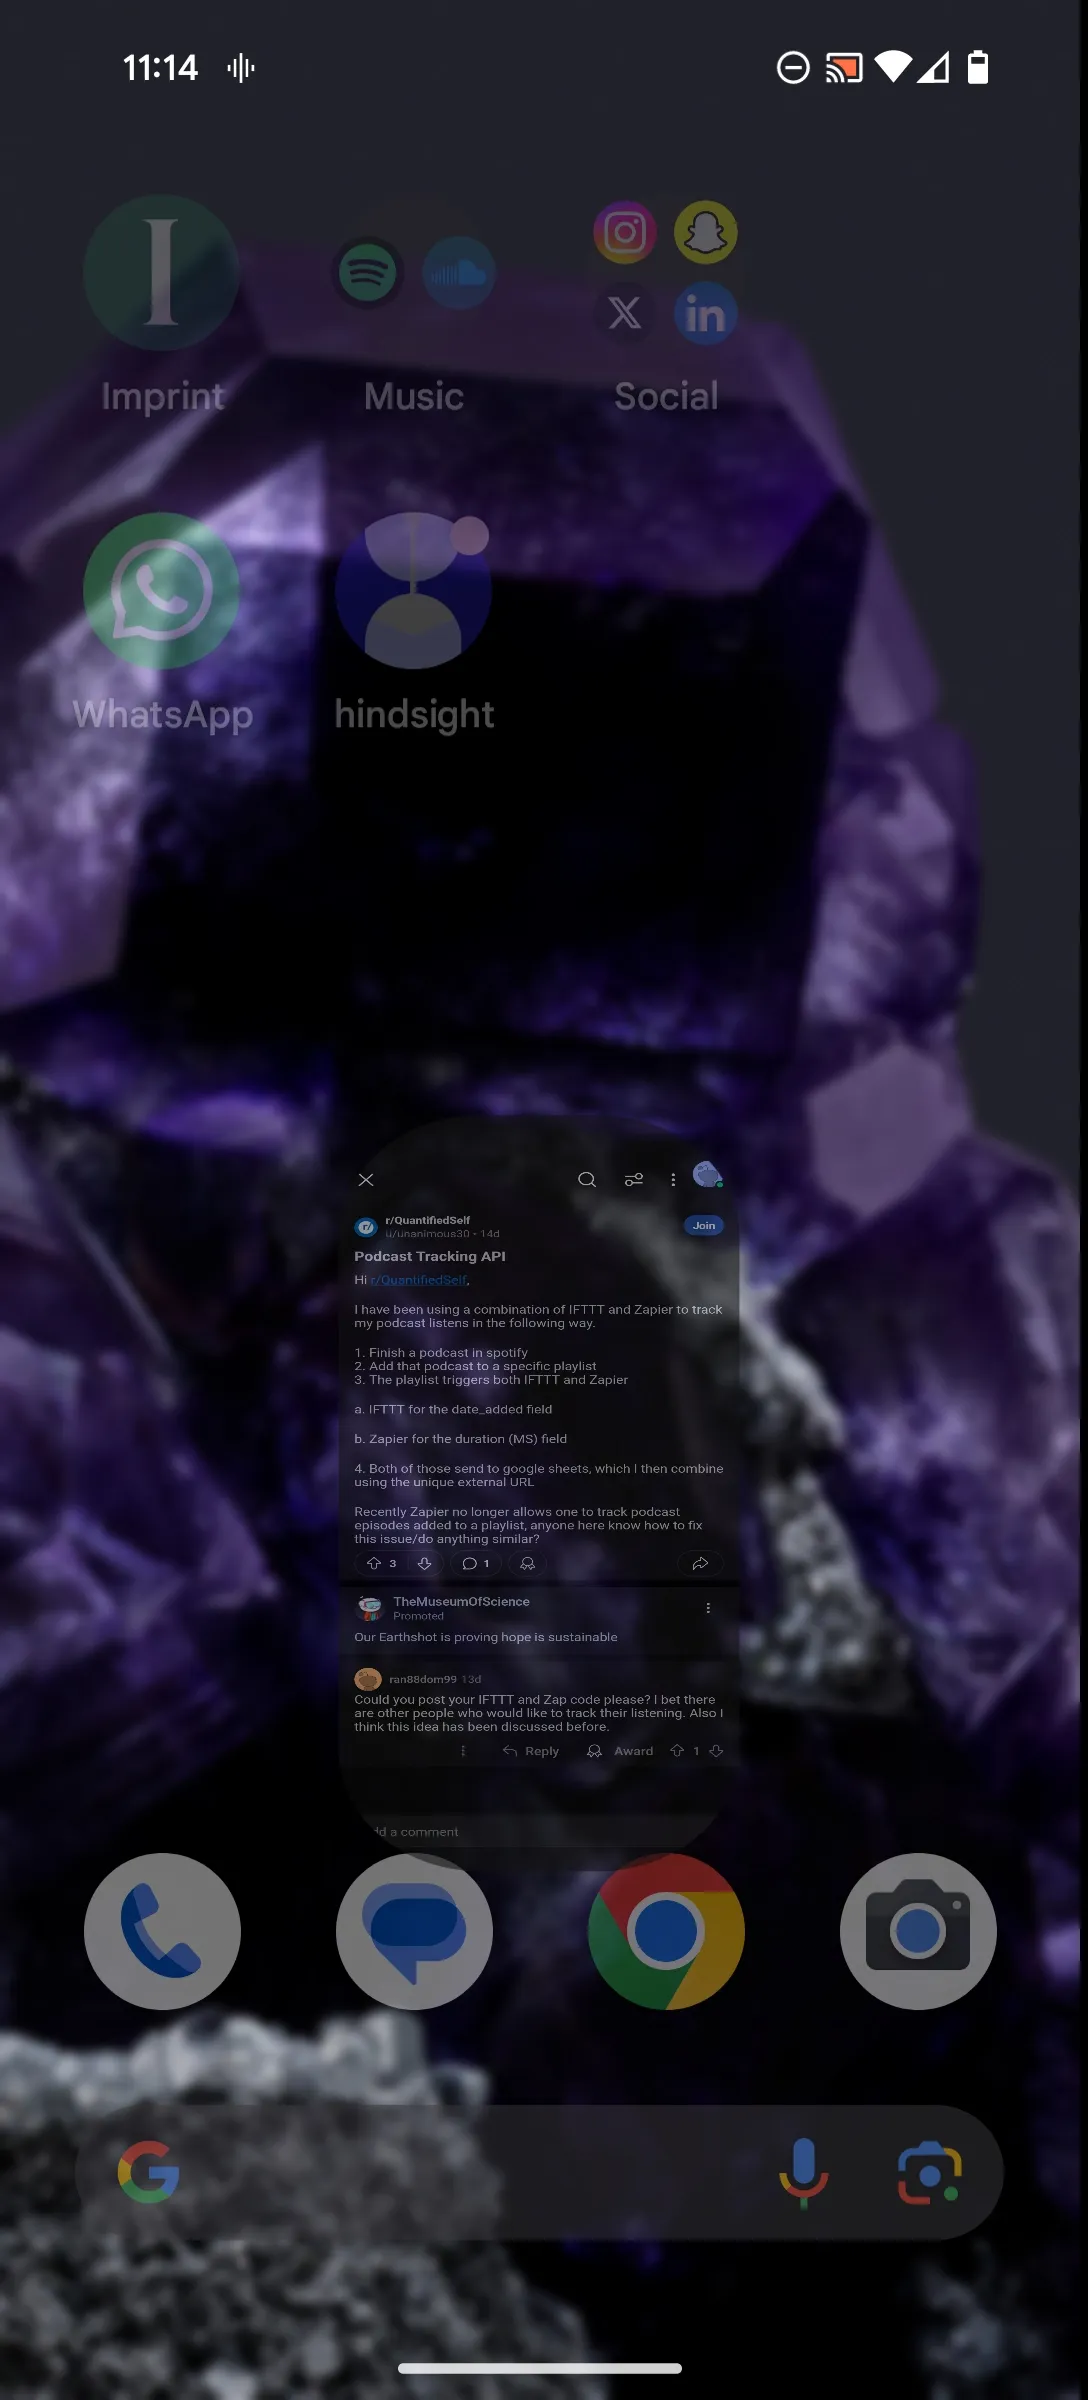 11:14
Imprint
Music
Social
WhatsApp
hindsight
r/QuantifiedSelf
u/unanimous30 • 14d
Join
Podcast Tracking API
Hi r/QuantifiedSelf,
I have been using a combination of IFTTT and Zapier to track
my podcast listens in the following way.
1. Finish a podcast in spotify
2. Add that podcast to a specific playlist
3. The playlist triggers both IFTTT and Zapier
a. IFTTT for the date_added field
b. Zapier for the duration (MS) field
4. Both of those send to google sheets, which I then combine
using the unique external URL
Recently Zapier no longer allows one to track podcast
episodes added to a playlist, anyone here know how to fix
this issue/do anything similar?
3 1
TheMuseumOfScience
Promoted
Our Earthshot is proving hope is sustainable
ran88dom99 13d
Could you post your IFTTT and Zap code please? I bet there
are other people who would like to track their listening. Also I
think this idea has been discussed before.
Reply Award 1
dd a comment